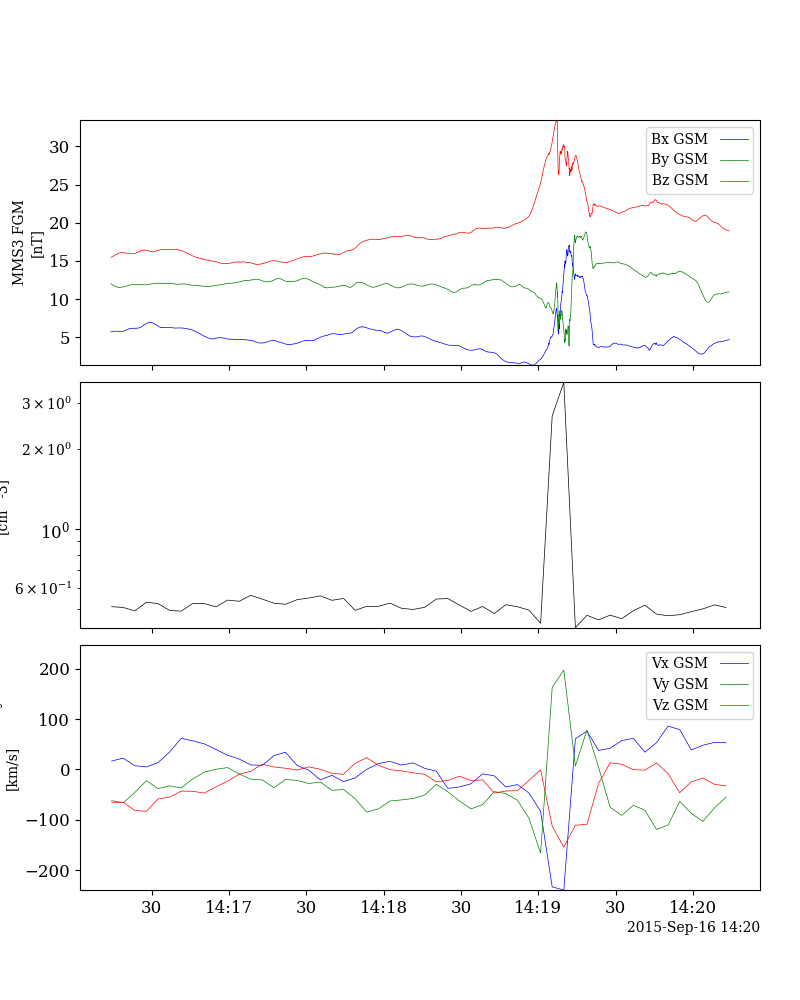 30
25
20
15
10
5
MMS3 FGM
[nT]
Bx GSM
By GSM
Bz GSM
3 × 10⁰
2 × 10⁰
10⁰
6 × 10⁻¹
200
100
0
−100
−200
[km/s]
Vx GSM
Vy GSM
Vz GSM
30 14:17 30 14:18 30 14:19 30 14:20
2015-Sep-16 14:20